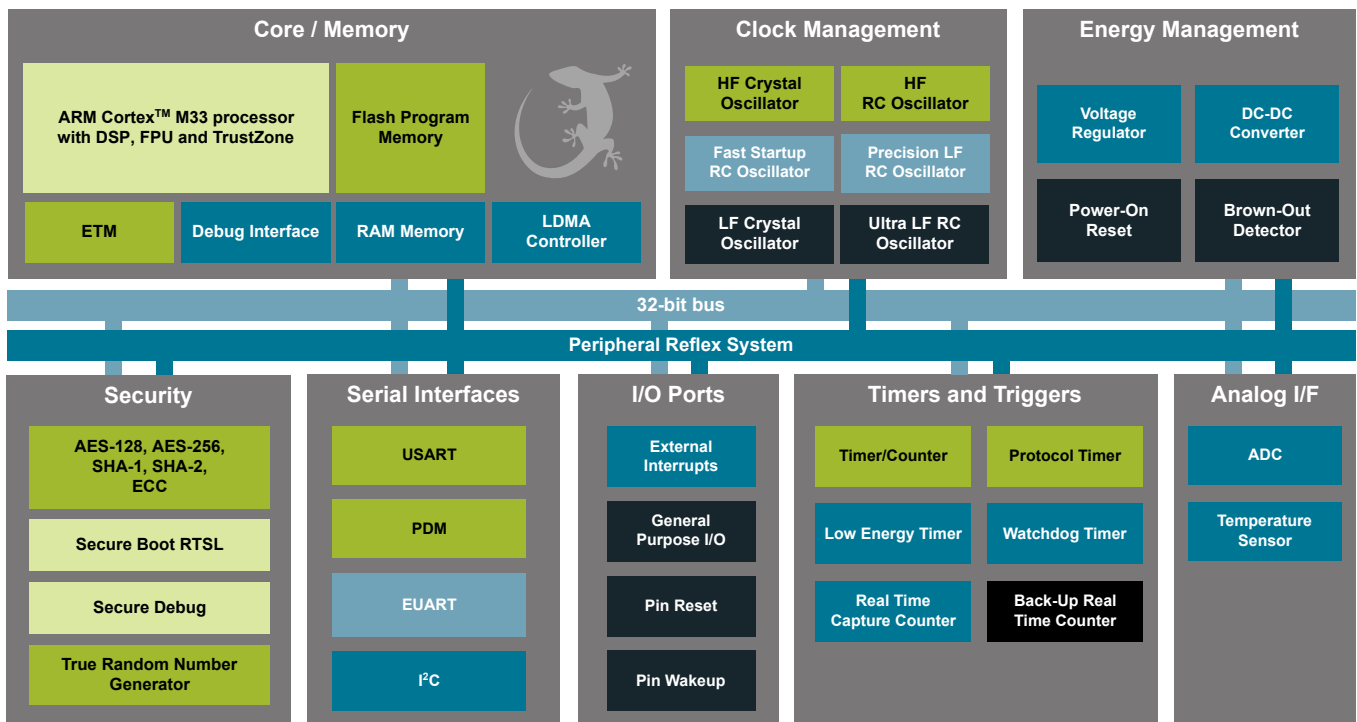 Core / Memory
ARM Cortex™ M33 processor
with DSP, FPU and TrustZone
Flash Program
Memory
ETM
Debug Interface
RAM Memory
LDMA
Controller
Clock Management
HF Crystal
Oscillator
HF
RC Oscillator
Fast Startup
RC Oscillator
Precision LF
RC Oscillator
LF Crystal
Oscillator
Ultra LF RC
Oscillator
Energy Management
Voltage
Regulator
DC-DC
Converter
Power-On
Reset
Brown-Out
Detector
32-bit bus
Peripheral Reflex System
Security
AES-128, AES-256,
SHA-1, SHA-2,
ECC
Secure Boot RTSL
Secure Debug
True Random Number
Generator
Serial Interfaces
USART
PDM
EUART
I²C
I/O Ports
External
Interrupts
General
Purpose I/O
Pin Reset
Pin Wakeup
Timers and Triggers
Timer/Counter
Protocol Timer
Low Energy Timer
Watchdog Timer
Real Time
Capture Counter
Back-Up Real
Time Counter
Analog I/F
ADC
Temperature
Sensor